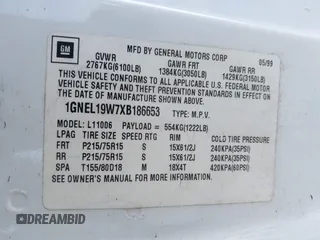 GM
MFD BY GENERAL MOTORS CORP
05/99
GVWR GAWR FRT GAWR RR
2767KG(6100LB) 1384KG(3050LB) 1429KG(3150LB)
THIS VEHICLE CONFORMS TO ALL APPLICABLE U.S. FEDERAL MOTOR
VEHICLE SAFETY AND THEFT PREVENTION STANDARDS IN EFFECT
ON THE DATE OF MANUFACTURE SHOWN ABOVE.
1GNEL19W7XB186653 TYPE: M.P.V.
MODEL: L11006 PAYLOAD = 554KG(1222LB)
LPAG TIRE SIZE SPEED RTG RIM COLD TIRE PRESSURE
FRT P215/75R15 S 15X61/2J 240KPA(35PSI)
RR P215/75R15 S 15X61/2J 240KPA(35PSI)
SPA T155/80D18 M 18X4T 420KPA(60PSI)
SEE OWNER'S MANUAL FOR ADDITIONAL INFORMATION
DREAMBID